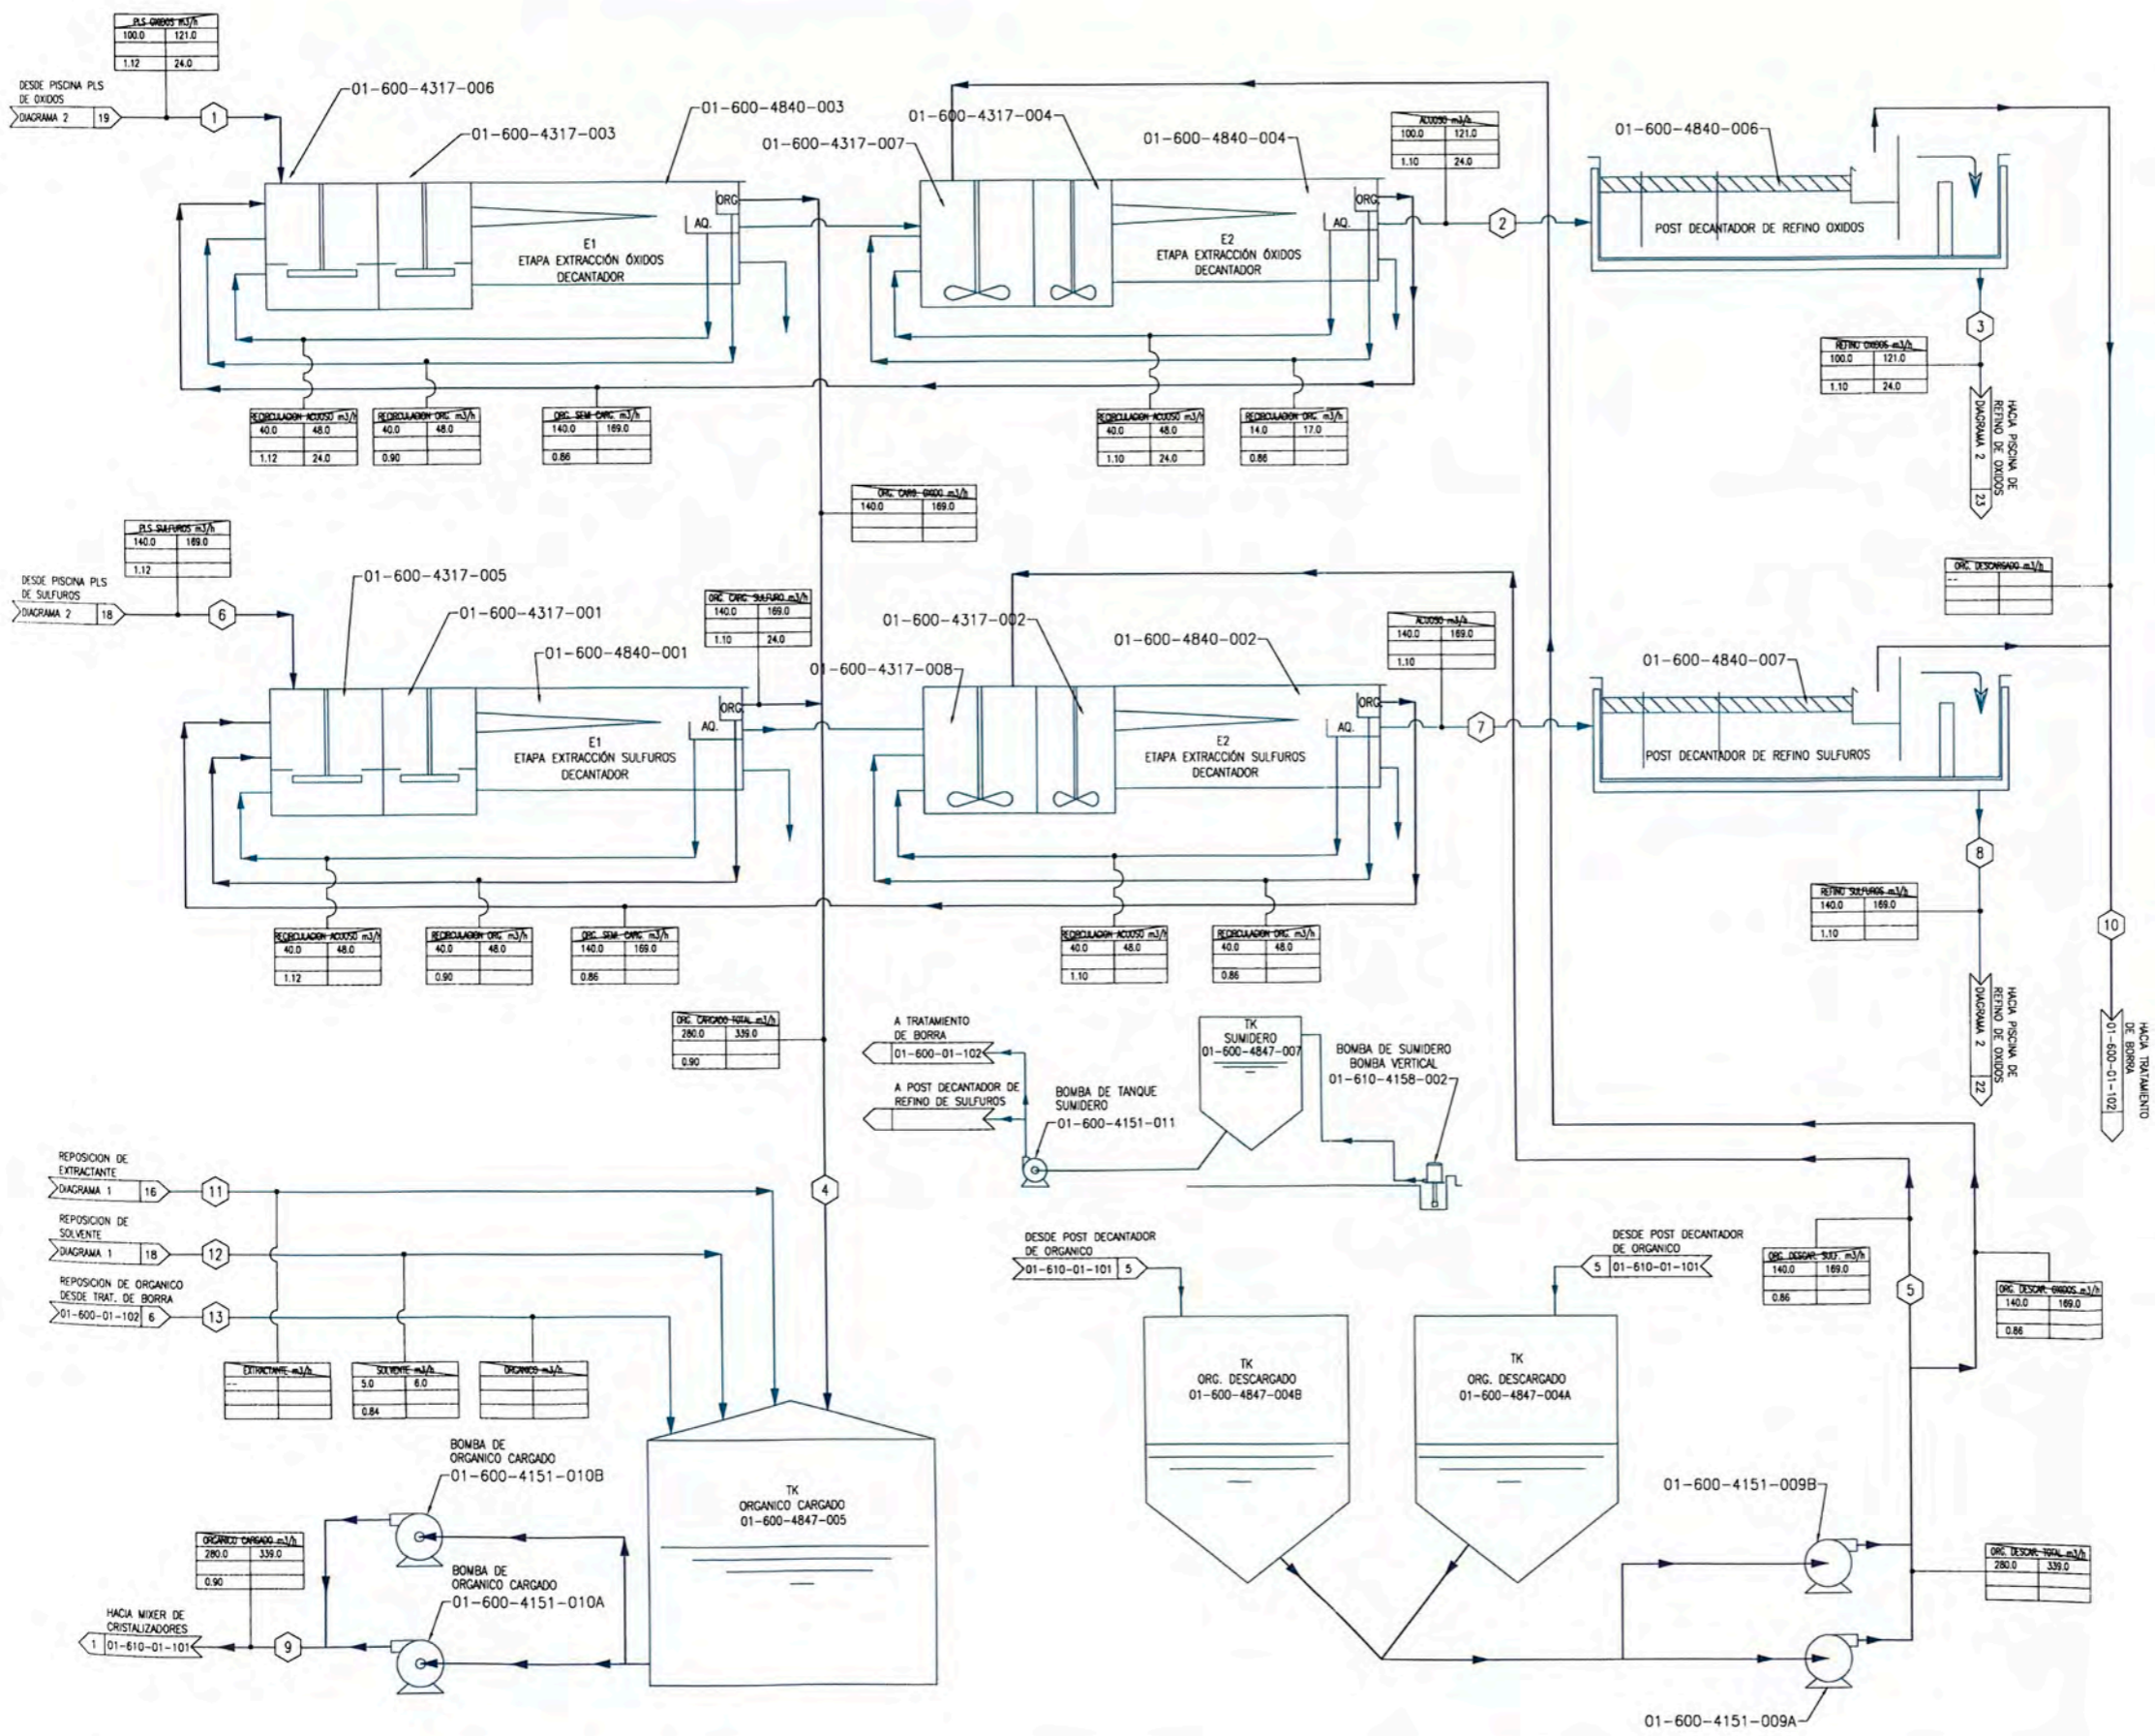 PLS OXIDOS m3/h
100.0 121.0
1.12 24.0
DESDE PISCINA PLS
DE OXIDOS
DIAGRAMA 2 19
1
01-600-4317-006
01-600-4317-003
01-600-4840-003
ORG
AQ.
E1
ETAPA EXTRACCIÓN ÓXIDOS
DECANTADOR
01-600-4317-004
01-600-4317-007
01-600-4840-004
ORG
AQ.
E2
ETAPA EXTRACCIÓN ÓXIDOS
DECANTADOR
ACUOSO m3/h
100.0 121.0
1.10 24.0
2
01-600-4840-006
POST DECANTADOR DE REFINO OXIDOS
3
REFINO OXIDOS m3/h
100.0 121.0
1.10 24.0
HACIA PISCINA DE
REFINO DE OXIDOS
DIAGRAMA 2 23
RECIRCULACION ACUOSO m3/h
40.0 48.0
1.12 24.0
RECIRCULACION ORG. m3/h
40.0 48.0
0.90
ORG. SEMI CARG. m3/h
140.0 169.0
0.86
RECIRCULACION ACUOSO m3/h
40.0 48.0
1.10 24.0
RECIRCULACION ORG. m3/h
14.0 17.0
0.86
ORG. CARG. OXIDO m3/h
140.0 169.0
PLS SULFUROS m3/h
140.0 169.0
1.12
DESDE PISCINA PLS
DE SULFUROS
DIAGRAMA 2 18
6
01-600-4317-005
01-600-4317-001
01-600-4840-001
ORG. CARG. SULFURO m3/h
140.0 169.0
1.10 24.0
ORG
AQ.
E1
ETAPA EXTRACCIÓN SULFUROS
DECANTADOR
01-600-4317-002
01-600-4317-008
01-600-4840-002
ORG
AQ.
E2
ETAPA EXTRACCIÓN SULFUROS
DECANTADOR
ACUOSO m3/h
140.0 169.0
1.10
7
ORG. DESCARGADO m3/h
--
01-600-4840-007
POST DECANTADOR DE REFINO SULFUROS
8
REFINO SULFUROS m3/h
140.0 169.0
1.10
HACIA PISCINA DE
REFINO DE OXIDOS
DIAGRAMA 2 22
10
HACIA TRATAMIENTO
DE BORRA
01-600-01-102
RECIRCULACION ACUOSO m3/h
40.0 48.0
1.12
RECIRCULACION ORG. m3/h
40.0 48.0
0.90
ORG. SEMI CARG. m3/h
140.0 169.0
0.86
RECIRCULACION ACUOSO m3/h
40.0 48.0
1.10
RECIRCULACION ORG. m3/h
40.0 48.0
0.86
ORG. CARGADO TOTAL m3/h
280.0 339.0
0.90
A TRATAMIENTO
DE BORRA
01-600-01-102
A POST DECANTADOR DE
REFINO DE SULFUROS
BOMBA DE TANQUE
SUMIDERO
01-600-4151-011
TK
SUMIDERO
01-600-4847-007
BOMBA DE SUMIDERO
BOMBA VERTICAL
01-610-4158-002
REPOSICION DE
EXTRACTANTE
DIAGRAMA 1 16
11
REPOSICION DE
SOLVENTE
DIAGRAMA 1 18
12
REPOSICION DE ORGANICO
DESDE TRAT. DE BORRA
01-600-01-102 6
13
4
EXTRACTANTE m3/h
--
SOLVENTE m3/h
5.0 6.0
0.84
ORGANICO m3/h
DESDE POST DECANTADOR
DE ORGANICO
01-610-01-101 5
DESDE POST DECANTADOR
DE ORGANICO
5 01-610-01-101
ORG. DESCAR. SULF. m3/h
140.0 169.0
0.86
5
ORG. DESCAR. OXIDOS m3/h
140.0 169.0
0.86
TK
ORG. DESCARGADO
01-600-4847-004B
TK
ORG. DESCARGADO
01-600-4847-004A
BOMBA DE
ORGANICO CARGADO
01-600-4151-010B
TK
ORGANICO CARGADO
01-600-4847-005
ORGANICO CARGADO m3/h
280.0 339.0
0.90
BOMBA DE
ORGANICO CARGADO
01-600-4151-010A
HACIA MIXER DE
CRISTALIZADORES
1 01-610-01-101
9
01-600-4151-009B
ORG. DESCAR. TOTAL m3/h
280.0 339.0
01-600-4151-009A